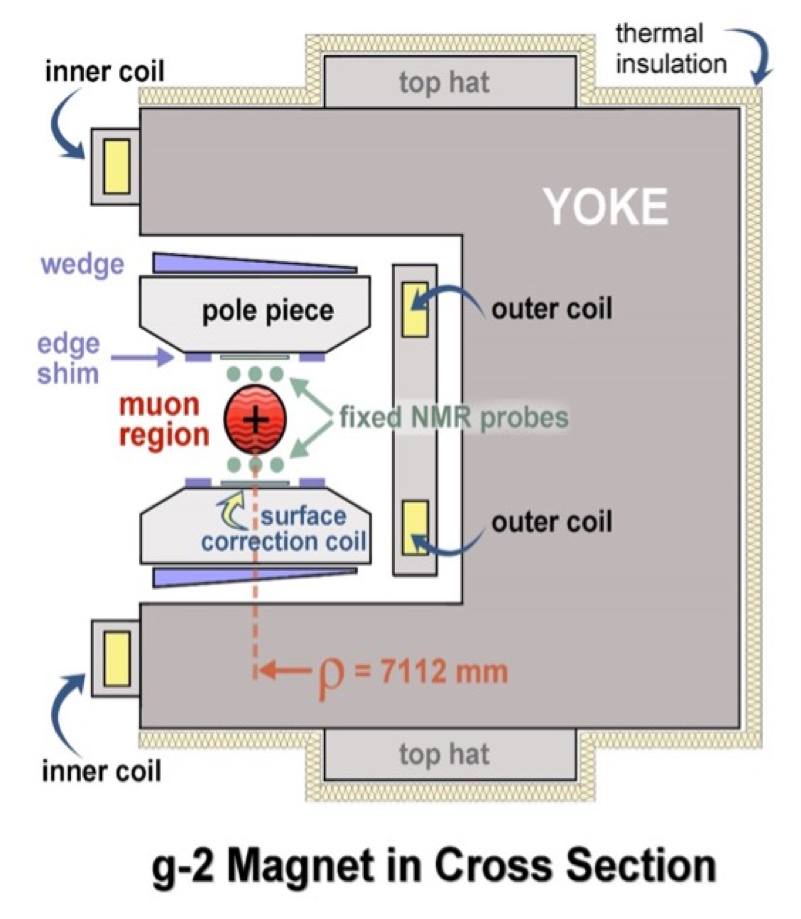 thermal
insulation
inner coil
top hat
YOKE
wedge
pole piece
outer coil
edge
shim
muon
region
+
fixed NMR probes
surface
correction coil
outer coil
ρ = 7112 mm
top hat
inner coil
g-2 Magnet in Cross Section